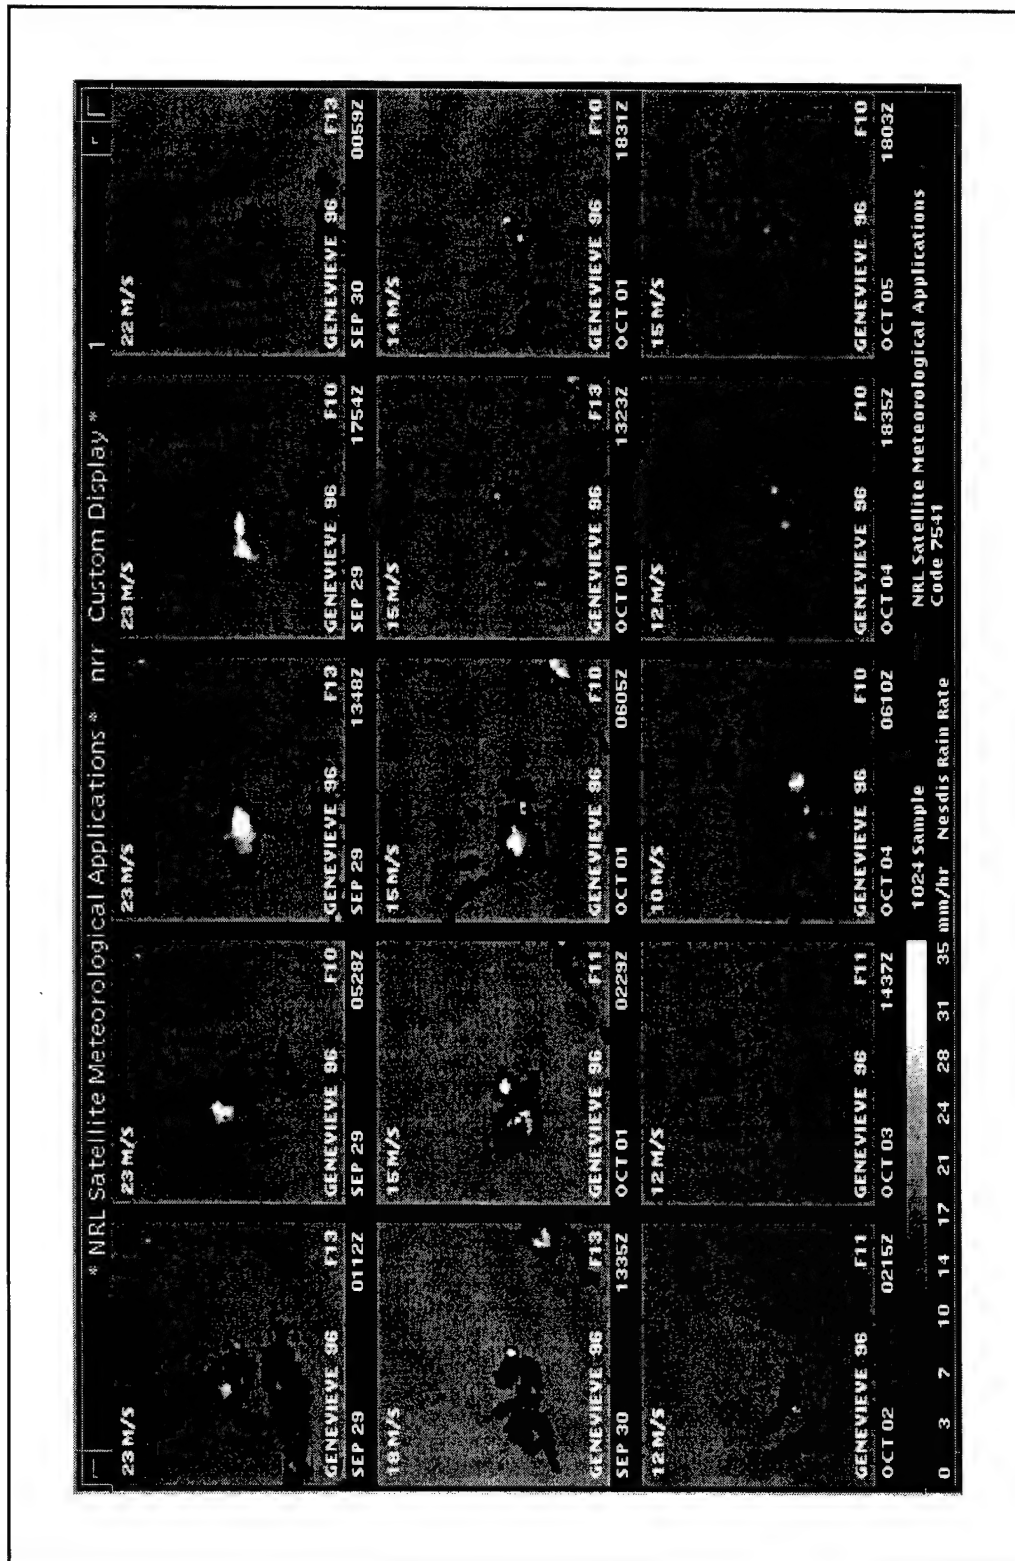 * NRL Satellite Meteorological Applications * nrr Custom Display * 1
23 M/S
GENEVIEVE 96 F13
SEP 29 0112Z
23 M/S
GENEVIEVE 96 F10
SEP 29 0528Z
23 M/S
GENEVIEVE 96 F13
SEP 29 1348Z
23 M/S
GENEVIEVE 96 F10
SEP 29 1754Z
22 M/S
GENEVIEVE 96 F13
SEP 30 0059Z
18 M/S
GENEVIEVE 96 F13
SEP 30 1335Z
15 M/S
GENEVIEVE 96 F11
OCT 01 0229Z
15 M/S
GENEVIEVE 96 F10
OCT 01 0605Z
15 M/S
GENEVIEVE 96 F13
OCT 01 1323Z
14 M/S
GENEVIEVE 96 F10
OCT 01 1831Z
12 M/S
GENEVIEVE 96 F11
OCT 02 0215Z
12 M/S
GENEVIEVE 96 F11
OCT 03 1437Z
10 M/S
GENEVIEVE 96 F10
OCT 04 0610Z
12 M/S
GENEVIEVE 96 F10
OCT 04 1835Z
15 M/S
GENEVIEVE 96 F10
OCT 05 1803Z
1024 Sample NRL Satellite Meteorological Applications
0 3 7 10 14 17 21 24 28 31 35 mm/hr Nesdis Rain Rate Code 7541